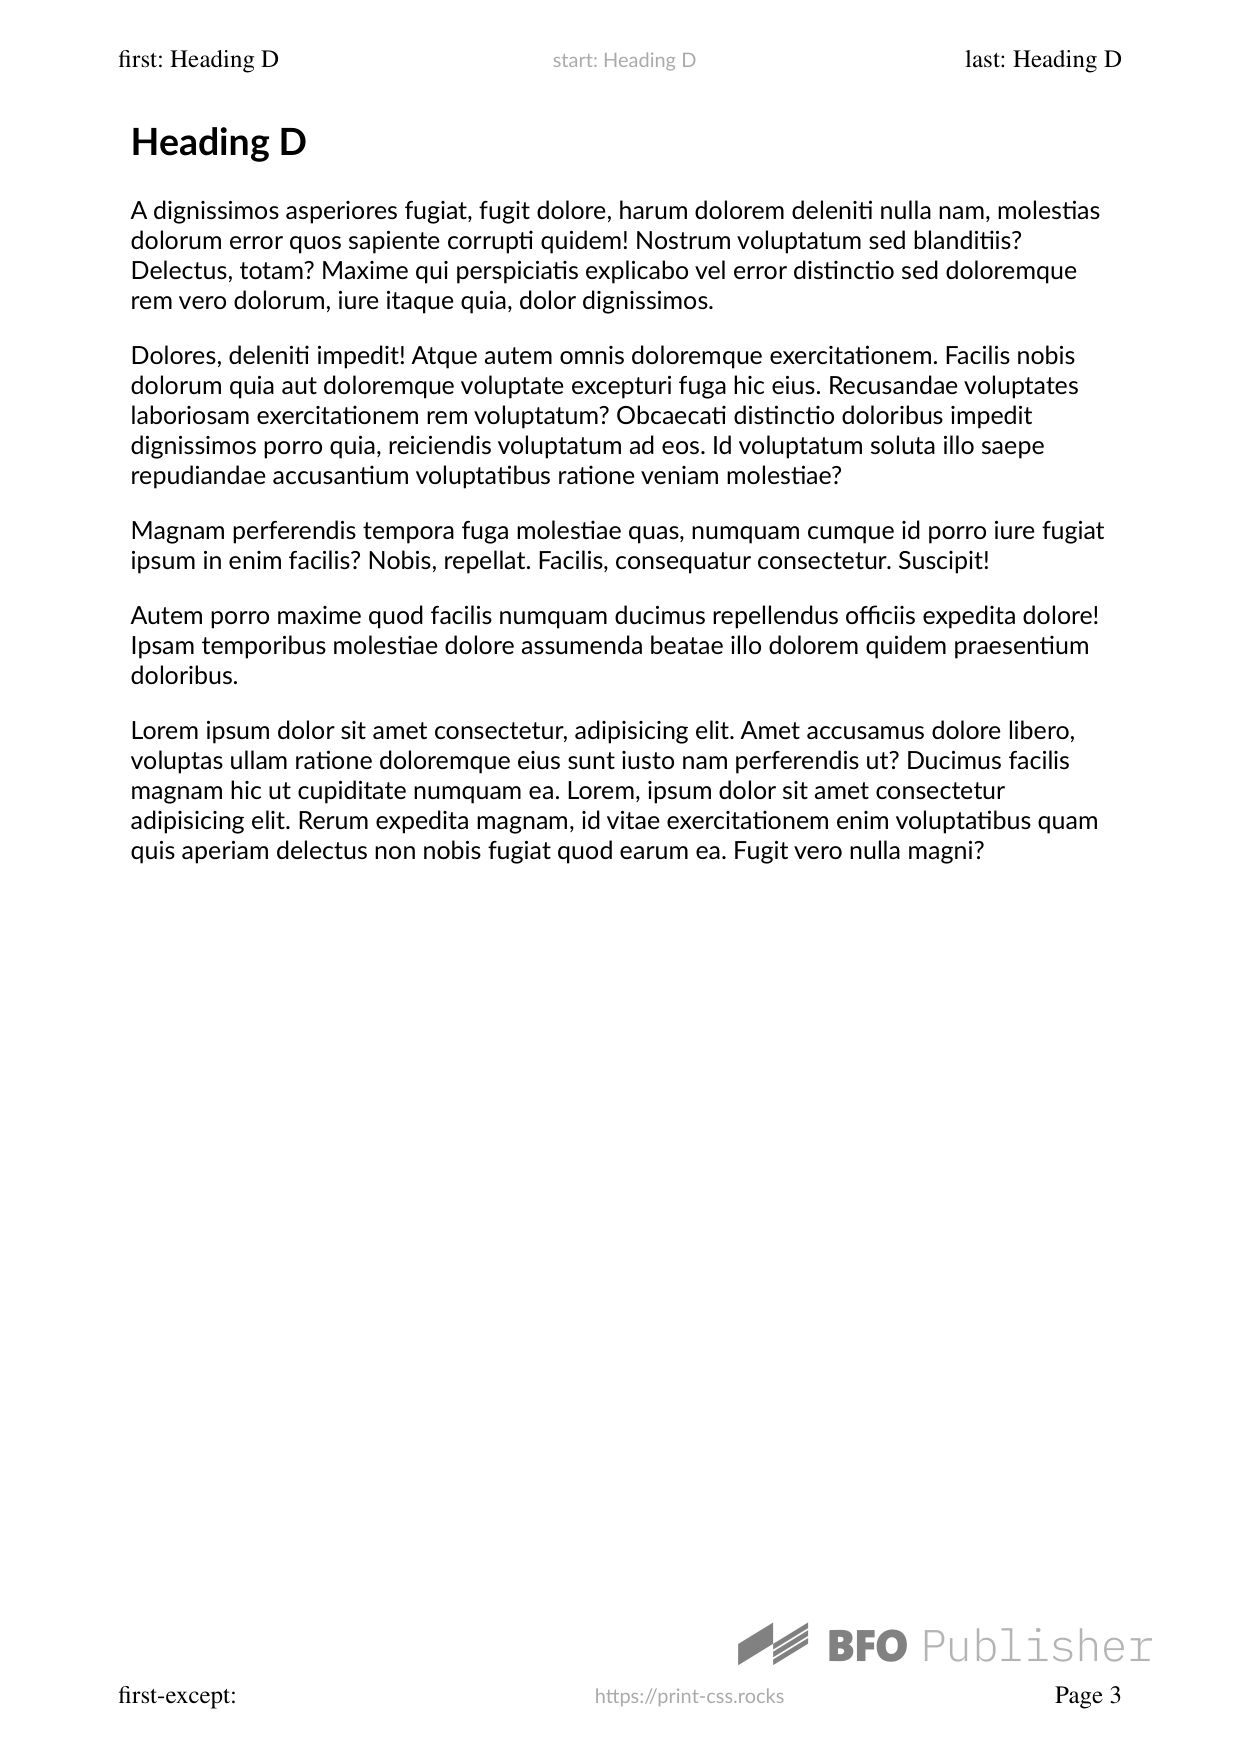 first: Heading D
start: Heading D
last: Heading D
Heading D
A dignissimos asperiores fugiat, fugit dolore, harum dolorem deleniti nulla nam, molestias
dolorum error quos sapiente corrupti quidem! Nostrum voluptatum sed blanditiis?
Delectus, totam? Maxime qui perspiciatis explicabo vel error distinctio sed doloremque
rem vero dolorum, iure itaque quia, dolor dignissimos.
Dolores, deleniti impedit! Atque autem omnis doloremque exercitationem. Facilis nobis
dolorum quia aut doloremque voluptate excepturi fuga hic eius. Recusandae voluptates
laboriosam exercitationem rem voluptatum? Obcaecati distinctio doloribus impedit
dignissimos porro quia, reiciendis voluptatum ad eos. Id voluptatum soluta illo saepe
repudiandae accusantium voluptatibus ratione veniam molestiae?
Magnam perferendis tempora fuga molestiae quas, numquam cumque id porro iure fugiat
ipsum in enim facilis? Nobis, repellat. Facilis, consequatur consectetur. Suscipit!
Autem porro maxime quod facilis numquam ducimus repellendus officiis expedita dolore!
Ipsam temporibus molestiae dolore assumenda beatae illo dolorem quidem praesentium
doloribus.
Lorem ipsum dolor sit amet consectetur, adipisicing elit. Amet accusamus dolore libero,
voluptas ullam ratione doloremque eius sunt iusto nam perferendis ut? Ducimus facilis
magnam hic ut cupiditate numquam ea. Lorem, ipsum dolor sit amet consectetur
adipisicing elit. Rerum expedita magnam, id vitae exercitationem enim voluptatibus quam
quis aperiam delectus non nobis fugiat quod earum ea. Fugit vero nulla magni?
BFO Publisher
first-except:
https://print-css.rocks
Page 3